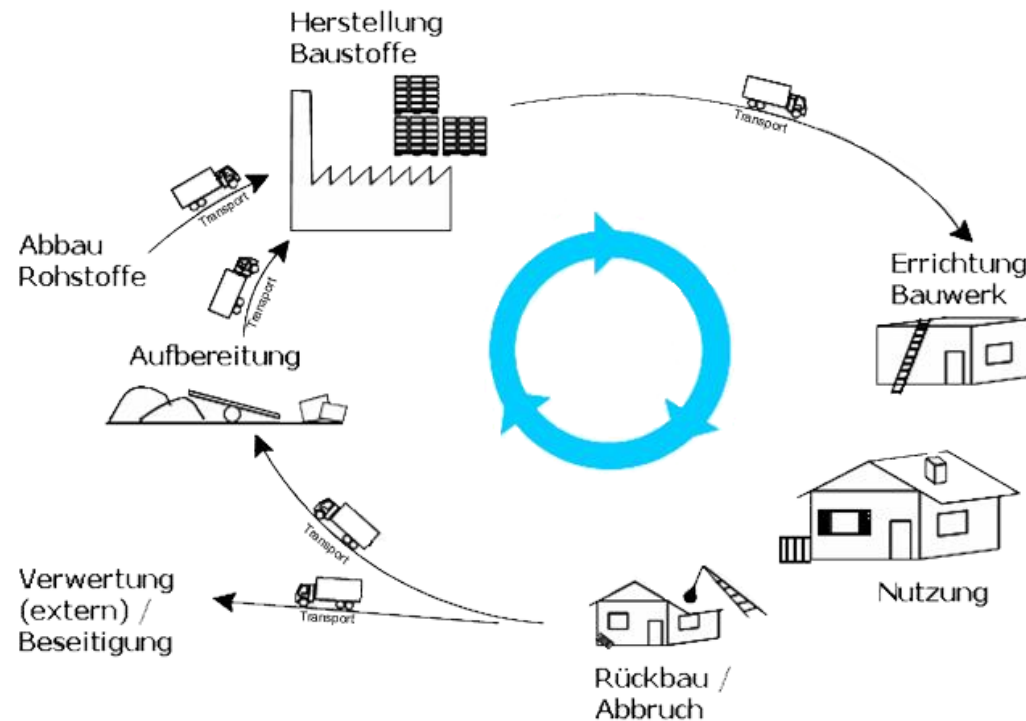 Herstellung
Baustoffe
Transport
Transport
Abbau
Rohstoffe
Transport
Errichtung
Bauwerk
Aufbereitung
Transport
Verwertung
(extern) /
Beseitigung
Transport
Nutzung
Rückbau /
Abbruch